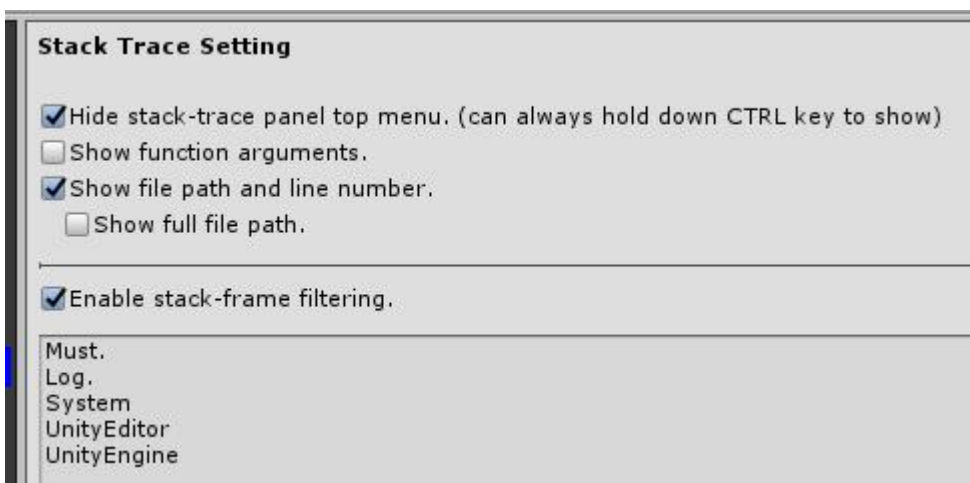 Stack Trace Setting
Hide stack-trace panel top menu. (can always hold down CTRL key to show)
Show function arguments.
Show file path and line number.
Show full file path.
Enable stack-frame filtering.
Must.
Log.
System
UnityEditor
UnityEngine